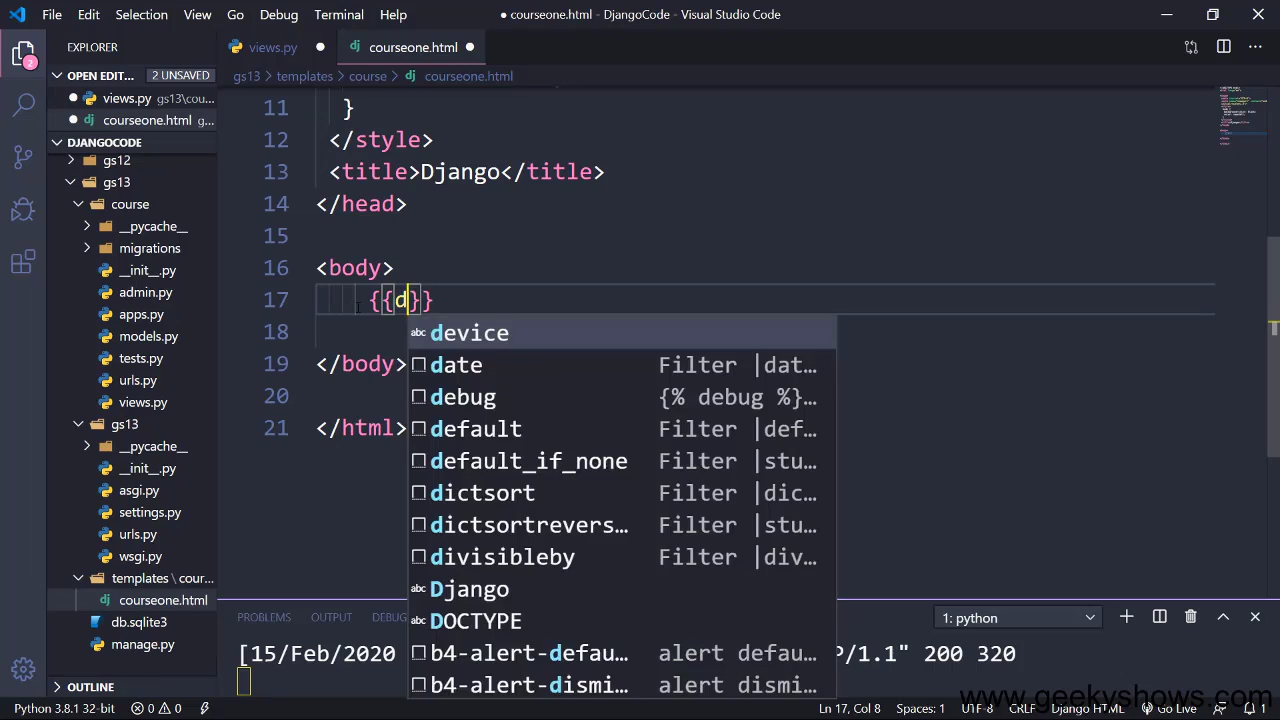 File Edit Selection View Go Debug Terminal Help
● courseone.html - DjangoCode - Visual Studio Code
EXPLORER
views.py
courseone.html
OPEN EDIT... 2 UNSAVED
gs13 › templates › course › courseone.html
views.py gs13\cou...
courseone.html g...
DJANGOCODE
gs12
gs13
course
__pycache__
migrations
__init__.py
admin.py
apps.py
models.py
tests.py
urls.py
views.py
gs13
__pycache__
__init__.py
asgi.py
settings.py
urls.py
wsgi.py
templates \ cour...
courseone.html
db.sqlite3
manage.py
OUTLINE
11 }
12 </style>
13 <title>Django</title>
14 </head>
15
16 <body>
17 {{d}}
18
19 </body>
20
21 </html>
device
date Filter |dat...
debug {% debug %}...
default Filter |def...
default_if_none Filter |stu...
dictsort Filter |dic...
dictsortrevers... Filter |stu...
divisibleby Filter |div...
Django
DOCTYPE
b4-alert-defau... alert defau...
b4-alert-dismi... alert dismi...
PROBLEMS OUTPUT DEBUG
1: python
[15/Feb/2020 P/1.1" 200 320
www.geekyshows.com
Python 3.8.1 32-bit 0 0 Ln 17, Col 8 Spaces: 1 UTF-8 CRLF Django HTML Go Live 1